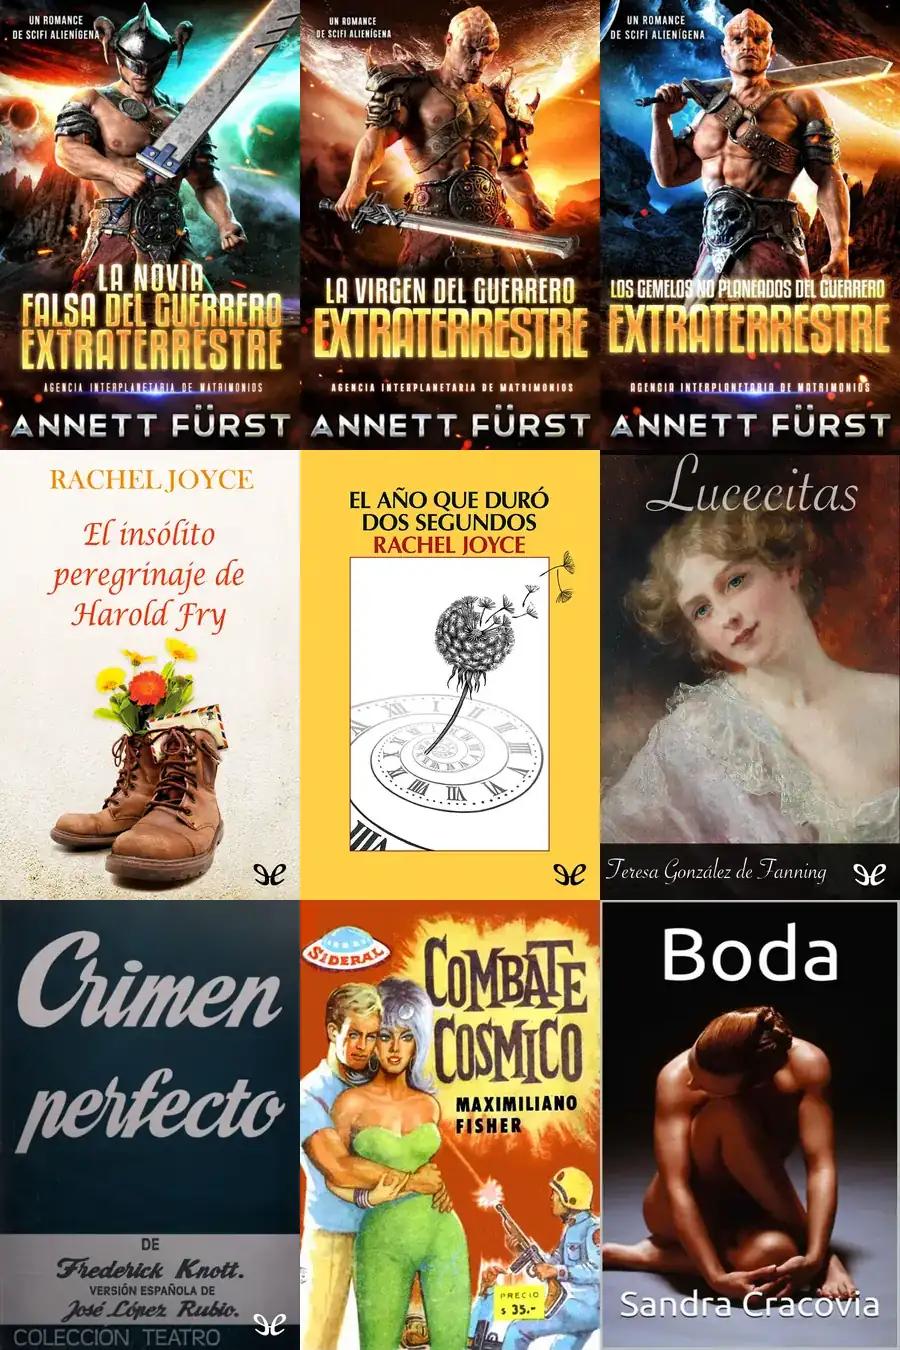 UN ROMANCE
DE SCIFI ALIENÍGENA
LA NOVIA
FALSA DEL GUERRERO
EXTRATERRESTRE
AGENCIA INTERPLANETARIA DE MATRIMONIOS
ANNETT FÜRST
UN ROMANCE
DE SCIFI ALIENÍGENA
LA VIRGEN DEL GUERRERO
EXTRATERRESTRE
AGENCIA INTERPLANETARIA DE MATRIMONIOS
ANNETT FÜRST
UN ROMANCE
DE SCIFI ALIENÍGENA
LOS GEMELOS NO PLANEADOS DEL GUERRERO
EXTRATERRESTRE
AGENCIA INTERPLANETARIA DE MATRIMONIOS
ANNETT FÜRST
RACHEL JOYCE
El insólito
peregrinaje de
Harold Fry
EL AÑO QUE DURÓ
DOS SEGUNDOS
RACHEL JOYCE
Lucecitas
Teresa González de Fanning
Crimen
perfecto
DE
Frederick Knott.
VERSIÓN ESPAÑOLA DE
José López Rubio.
COLECCIÓN TEATRO
SIDERAL
COMBATE
COSMICO
MAXIMILIANO
FISHER
PRECIO
$ 35.-
Boda
Sandra Cracovia